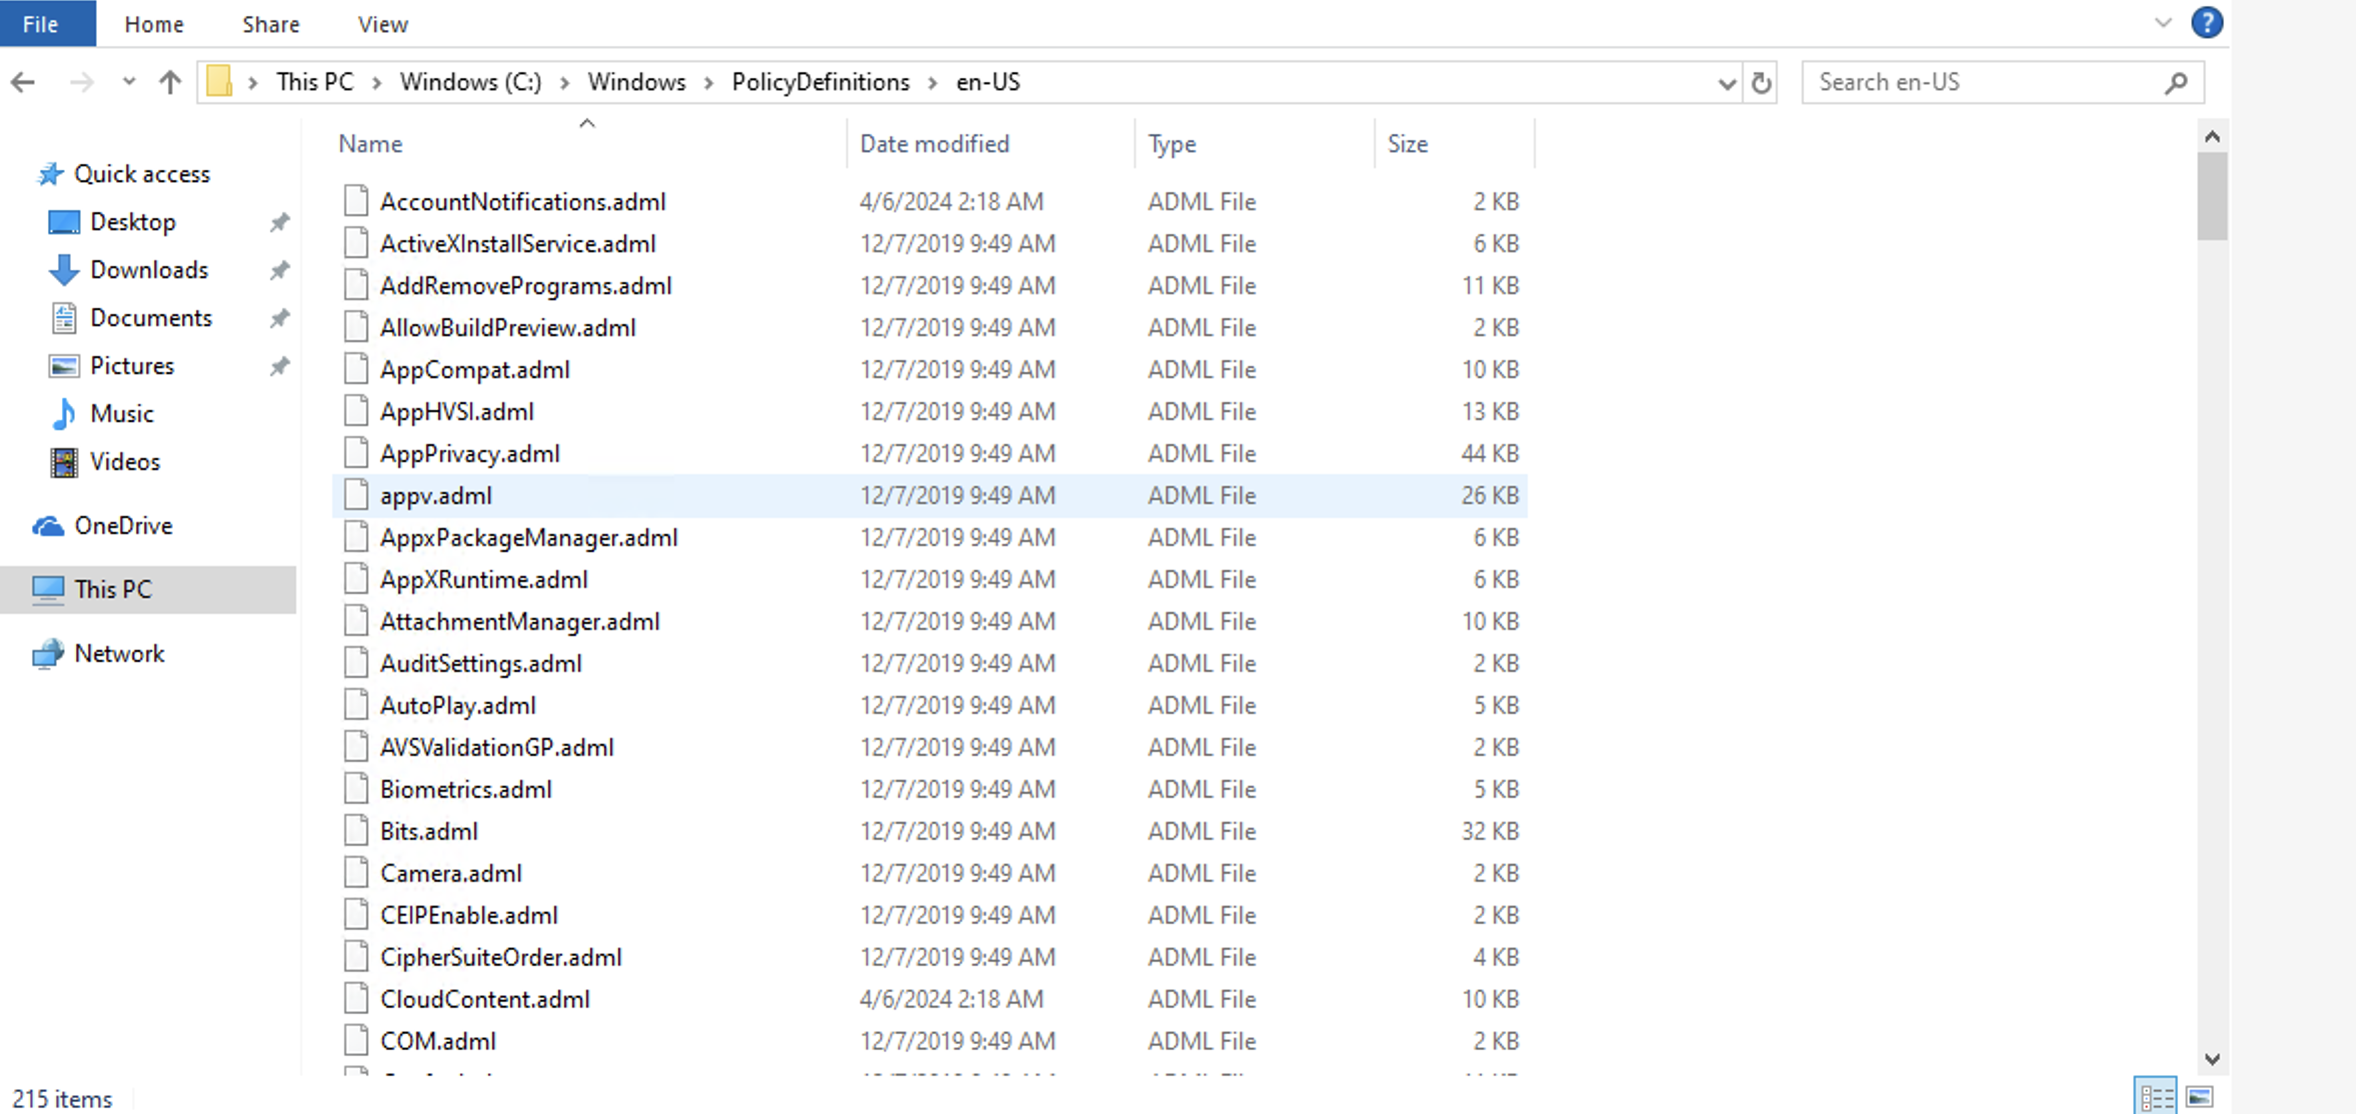 File Home Share View
This PC > Windows (C:) > Windows > PolicyDefinitions > en-US
Search en-US
Name Date modified Type Size
Quick access
Desktop
Downloads
Documents
Pictures
Music
Videos
OneDrive
This PC
Network
AccountNotifications.adml 4/6/2024 2:18 AM ADML File 2 KB
ActiveXInstallService.adml 12/7/2019 9:49 AM ADML File 6 KB
AddRemovePrograms.adml 12/7/2019 9:49 AM ADML File 11 KB
AllowBuildPreview.adml 12/7/2019 9:49 AM ADML File 2 KB
AppCompat.adml 12/7/2019 9:49 AM ADML File 10 KB
AppHVSI.adml 12/7/2019 9:49 AM ADML File 13 KB
AppPrivacy.adml 12/7/2019 9:49 AM ADML File 44 KB
appv.adml 12/7/2019 9:49 AM ADML File 26 KB
AppxPackageManager.adml 12/7/2019 9:49 AM ADML File 6 KB
AppXRuntime.adml 12/7/2019 9:49 AM ADML File 6 KB
AttachmentManager.adml 12/7/2019 9:49 AM ADML File 10 KB
AuditSettings.adml 12/7/2019 9:49 AM ADML File 2 KB
AutoPlay.adml 12/7/2019 9:49 AM ADML File 5 KB
AVSValidationGP.adml 12/7/2019 9:49 AM ADML File 2 KB
Biometrics.adml 12/7/2019 9:49 AM ADML File 5 KB
Bits.adml 12/7/2019 9:49 AM ADML File 32 KB
Camera.adml 12/7/2019 9:49 AM ADML File 2 KB
CEIPEnable.adml 12/7/2019 9:49 AM ADML File 2 KB
CipherSuiteOrder.adml 12/7/2019 9:49 AM ADML File 4 KB
CloudContent.adml 4/6/2024 2:18 AM ADML File 10 KB
COM.adml 12/7/2019 9:49 AM ADML File 2 KB
215 items